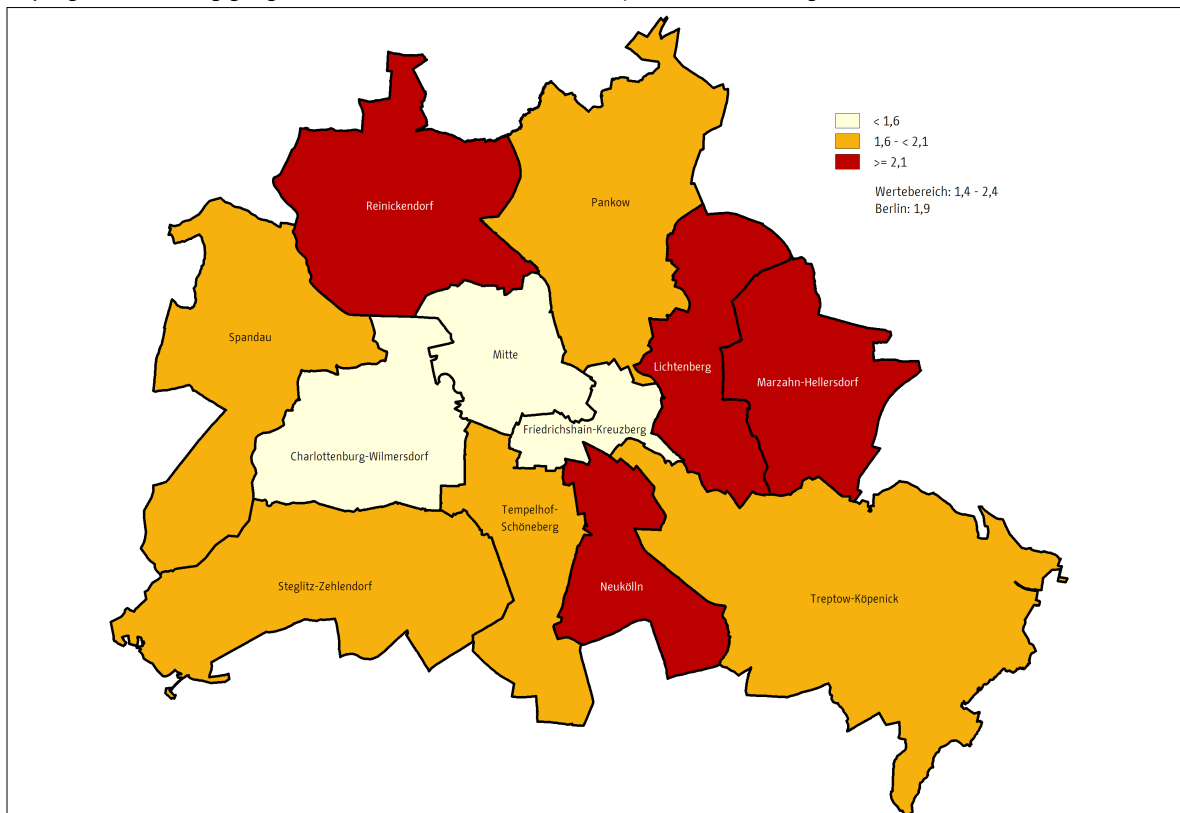 < 1,6
1,6 - < 2,1
>= 2,1
Wertebereich: 1,4 - 2,4
Berlin: 1,9
Reinickendorf
Pankow
Spandau
Mitte
Lichtenberg
Marzahn-Hellersdorf
Friedrichshain-Kreuzberg
Charlottenburg-Wilmersdorf
Tempelhof-
Schöneberg
Steglitz-Zehlendorf
Neukölln
Treptow-Köpenick